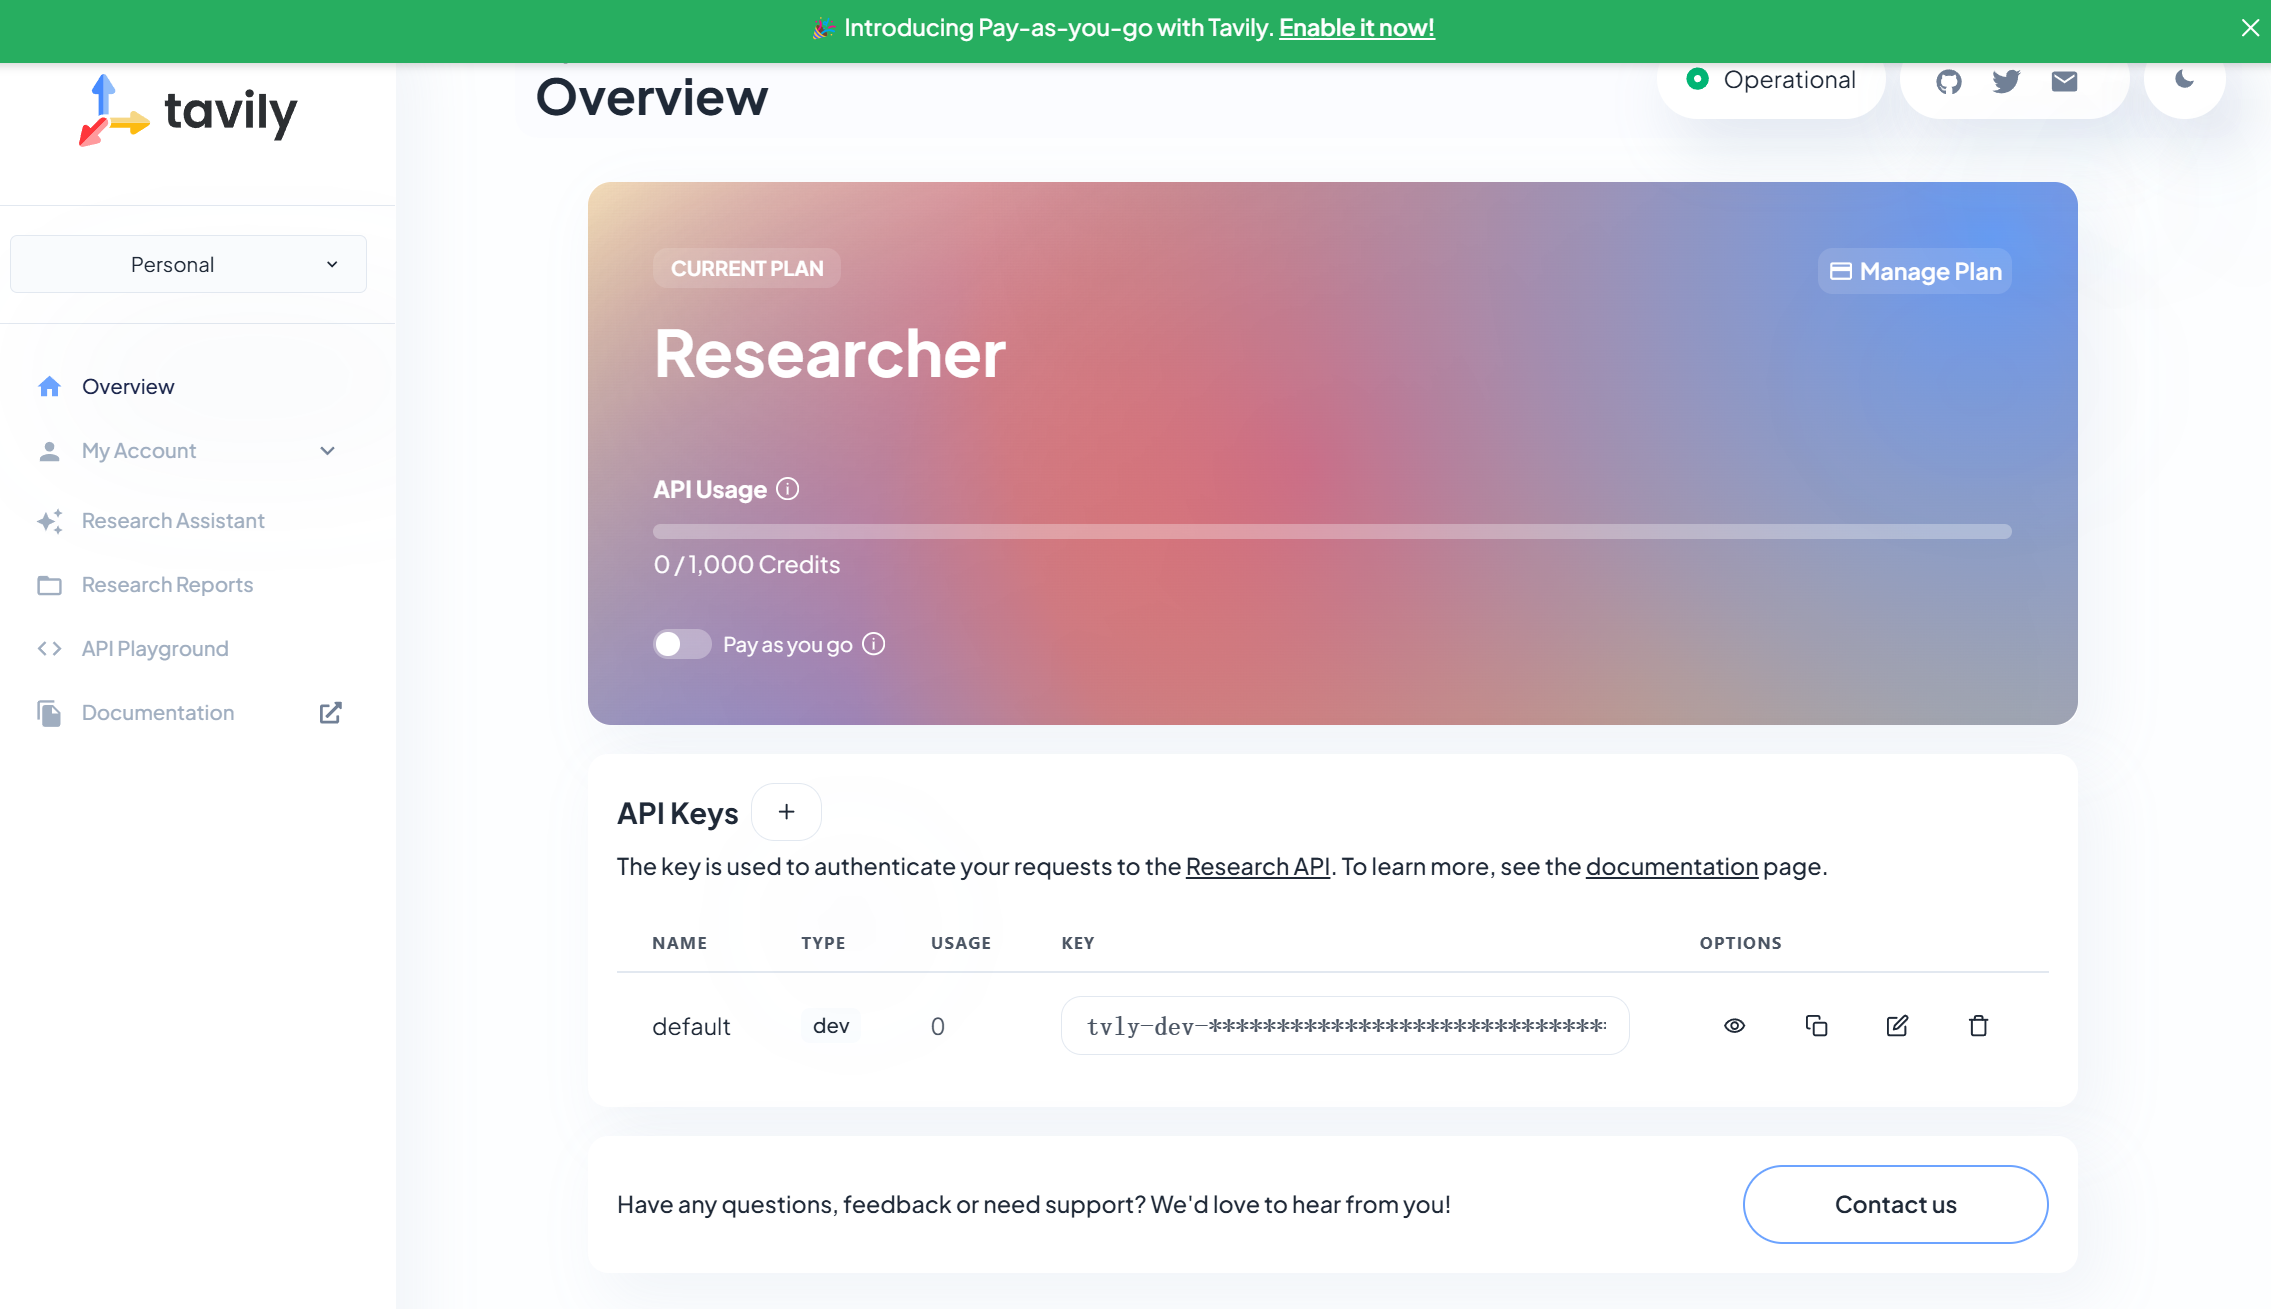 Introducing Pay-as-you-go with Tavily. Enable it now!
tavily
Overview
Operational
Personal
Overview
My Account
Research Assistant
Research Reports
API Playground
Documentation
CURRENT PLAN
Manage Plan
Researcher
API Usage
0 / 1,000 Credits
Pay as you go
API Keys
The key is used to authenticate your requests to the Research API. To learn more, see the documentation page.
NAME TYPE USAGE KEY OPTIONS
default dev 0 tvly-dev-******************************
Have any questions, feedback or need support? We'd love to hear from you!
Contact us